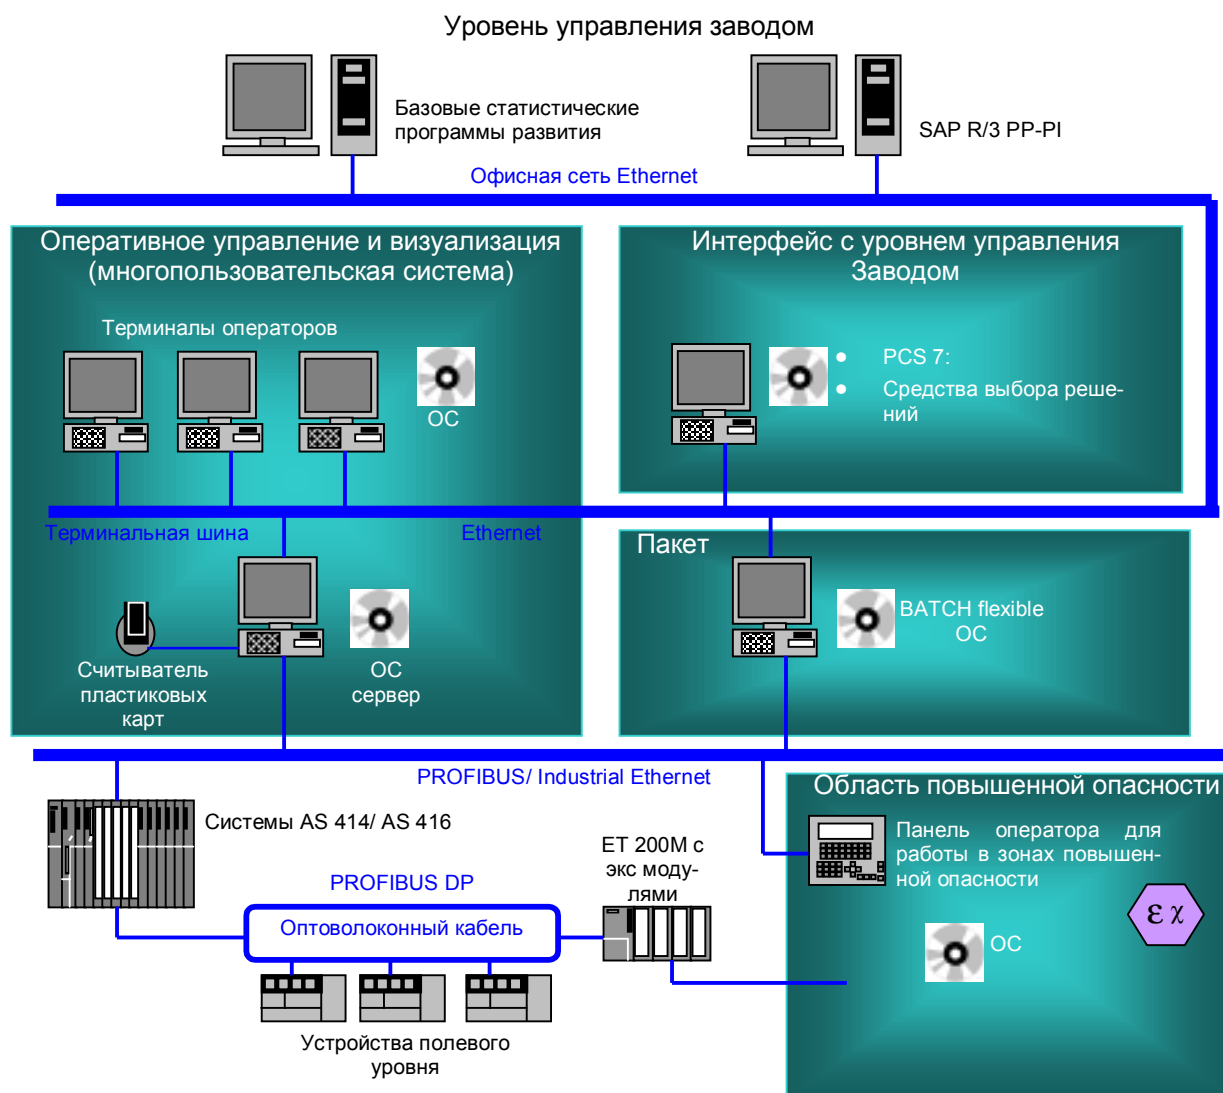 Уровень управления заводом
Базовые статистические
программы развития
SAP R/3 PP-PI
Офисная сеть Ethernet
Оперативное управление и визуализация
(многопользовательская система)
Терминалы операторов
ОС
Интерфейс с уровнем управления
Заводом
● PCS 7:
● Средства выбора реше-
ний
Терминальная шина
Ethernet
Считыватель
пластиковых
карт
ОС
сервер
Пакет
BATCH flexible
ОС
PROFIBUS/ Industrial Ethernet
Системы AS 414/ AS 416
PROFIBUS DP
Оптоволоконный кабель
ET 200M с
экс моду-
лями
Устройства полевого
уровня
Область повышенной опасности
Панель оператора для
работы в зонах повышен-
ной опасности
ε χ
ОС